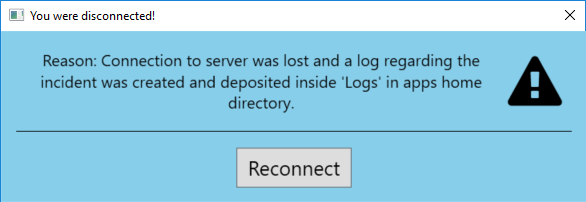 You were disconnected!
Reason: Connection to server was lost and a log regarding the
incident was created and deposited inside 'Logs' in apps home
directory.
Reconnect